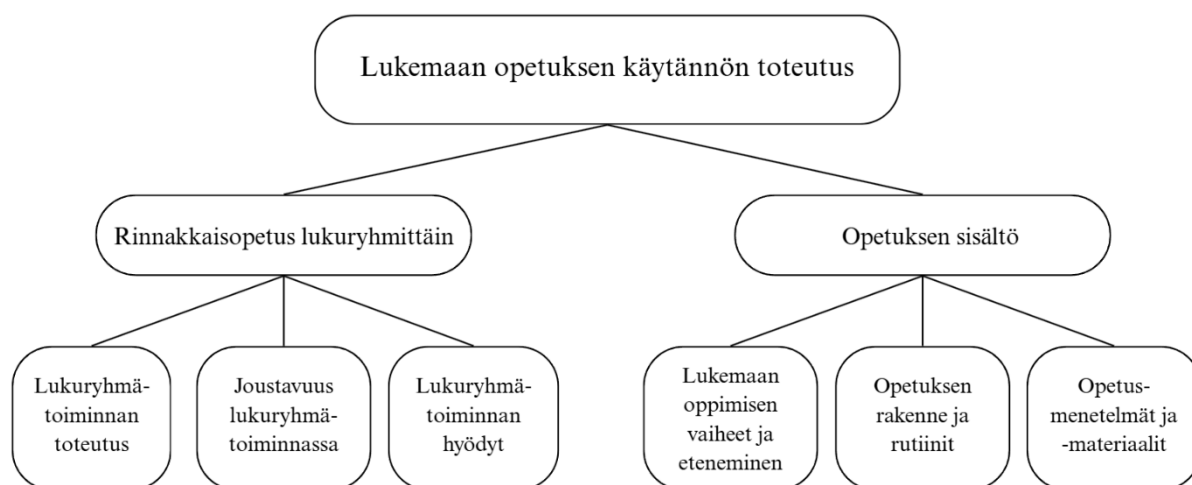 Lukemaan opetuksen käytännön toteutus
Rinnakkaisopetus lukuryhmittäin
Opetuksen sisältö
Lukuryhmä-
toiminnan
toteutus
Joustavuus
lukuryhmä-
toiminnassa
Lukuryhmä-
toiminnan
hyödyt
Lukemaan
oppimisen
vaiheet ja
eteneminen
Opetuksen
rakenne ja
rutiinit
Opetus-
menetelmät ja
-materiaalit